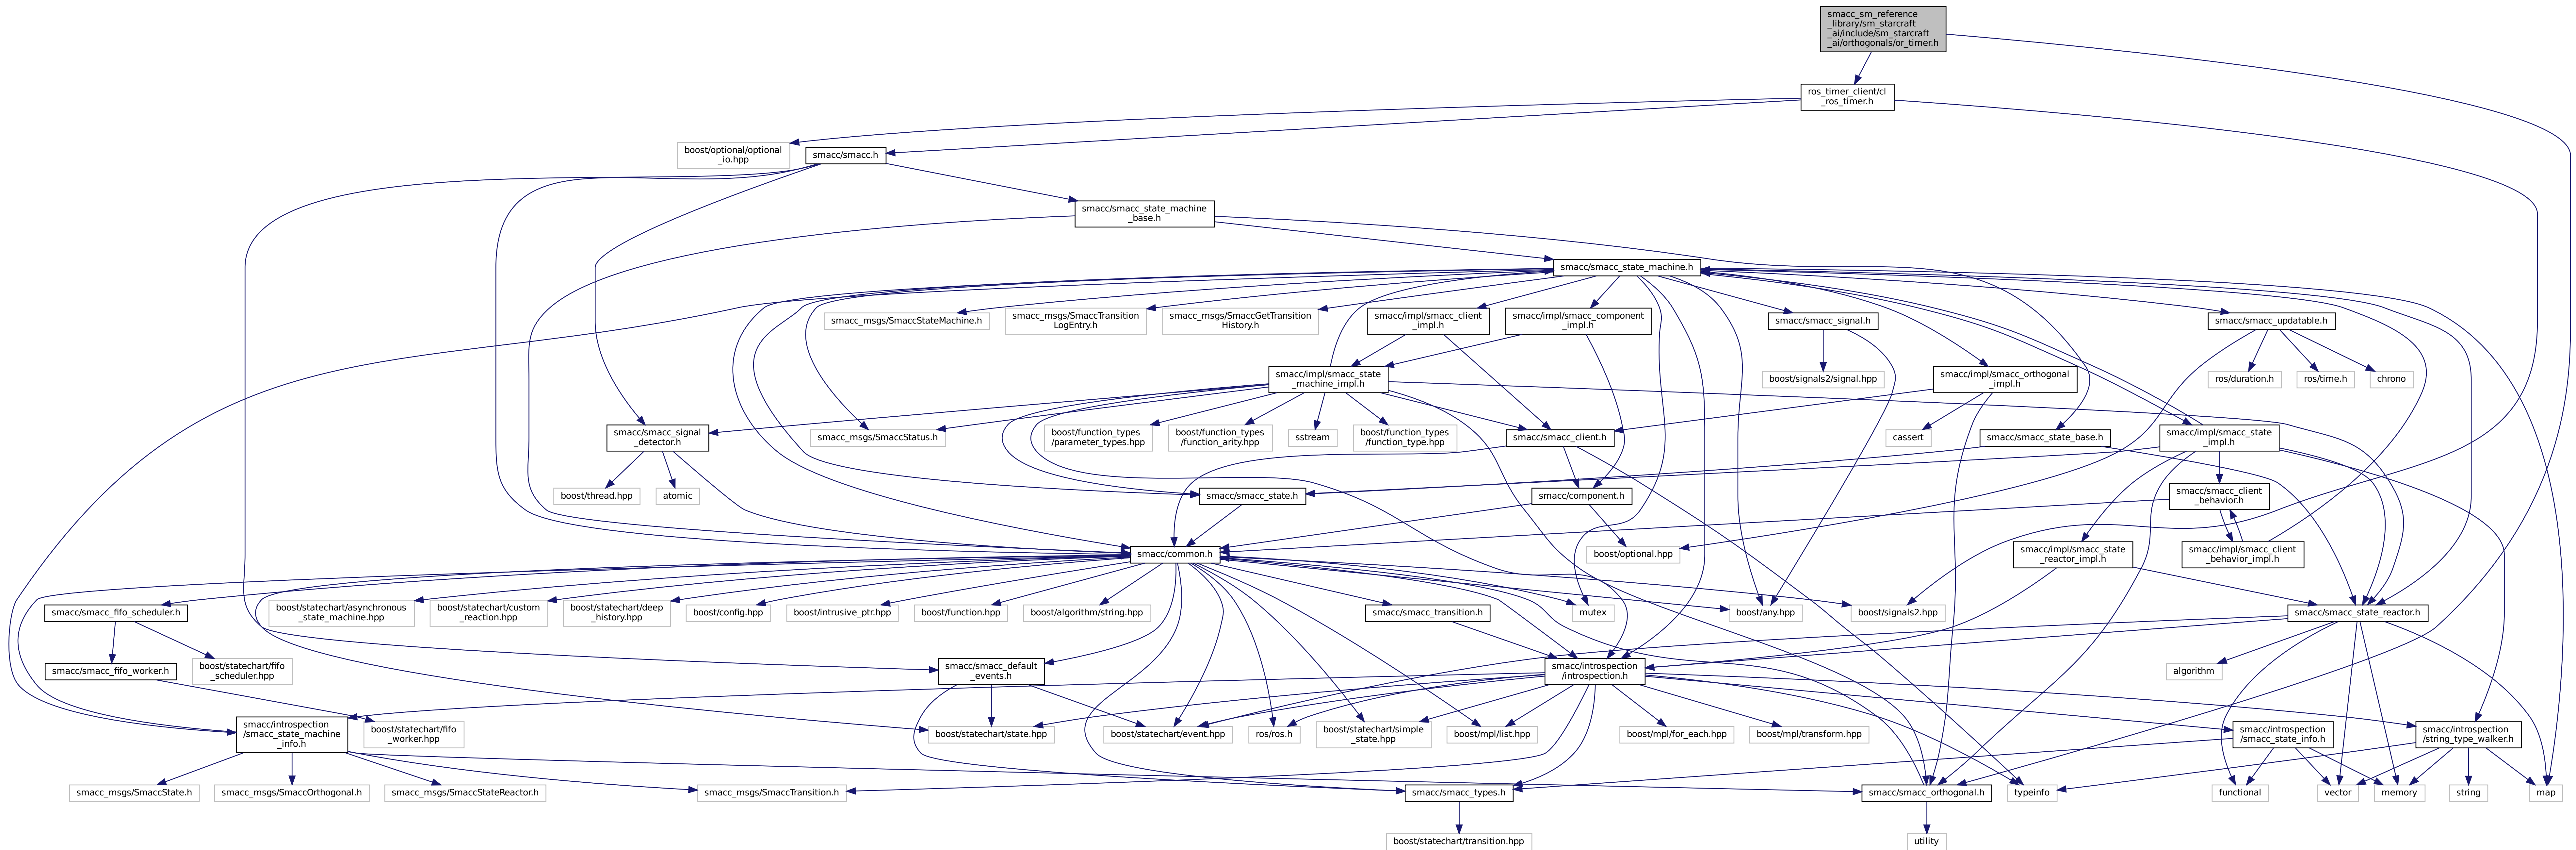 smacc_sm_reference
_library/sm_starcraft
_ai/include/sm_starcraft
_ai/orthogonals/or_timer.h
ros_timer_client/cl
_ros_timer.h
boost/optional/optional
_io.hpp
smacc/smacc.h
smacc/smacc_state_machine
_base.h
smacc/smacc_state_machine.h
smacc_msgs/SmaccStateMachine.h
smacc_msgs/SmaccTransition
LogEntry.h
smacc_msgs/SmaccGetTransition
History.h
smacc/impl/smacc_client
_impl.h
smacc/impl/smacc_component
_impl.h
smacc/smacc_signal.h
smacc/smacc_updatable.h
smacc/impl/smacc_state
_machine_impl.h
boost/signals2/signal.hpp
smacc/impl/smacc_orthogonal
_impl.h
ros/duration.h
ros/time.h
chrono
smacc/smacc_signal
_detector.h
smacc_msgs/SmaccStatus.h
boost/function_types
/parameter_types.hpp
boost/function_types
/function_arity.hpp
sstream
boost/function_types
/function_type.hpp
smacc/smacc_client.h
cassert
smacc/smacc_state_base.h
smacc/impl/smacc_state
_impl.h
boost/thread.hpp
atomic
smacc/smacc_state.h
smacc/component.h
smacc/smacc_client
_behavior.h
smacc/common.h
boost/optional.hpp
smacc/impl/smacc_state
_reactor_impl.h
smacc/impl/smacc_client
_behavior_impl.h
smacc/smacc_fifo_scheduler.h
boost/statechart/asynchronous
_state_machine.hpp
boost/statechart/custom
_reaction.hpp
boost/statechart/deep
_history.hpp
boost/config.hpp
boost/intrusive_ptr.hpp
boost/function.hpp
boost/algorithm/string.hpp
smacc/smacc_transition.h
mutex
boost/any.hpp
boost/signals2.hpp
smacc/smacc_state_reactor.h
smacc/smacc_fifo_worker.h
boost/statechart/fifo
_scheduler.hpp
smacc/smacc_default
_events.h
smacc/introspection
/introspection.h
algorithm
smacc/introspection
/smacc_state_machine
_info.h
boost/statechart/fifo
_worker.hpp
boost/statechart/state.hpp
boost/statechart/event.hpp
ros/ros.h
boost/statechart/simple
_state.hpp
boost/mpl/list.hpp
boost/mpl/for_each.hpp
boost/mpl/transform.hpp
smacc/introspection
/smacc_state_info.h
smacc/introspection
/string_type_walker.h
smacc_msgs/SmaccState.h
smacc_msgs/SmaccOrthogonal.h
smacc_msgs/SmaccStateReactor.h
smacc_msgs/SmaccTransition.h
smacc/smacc_types.h
smacc/smacc_orthogonal.h
typeinfo
functional
vector
memory
string
map
boost/statechart/transition.hpp
utility